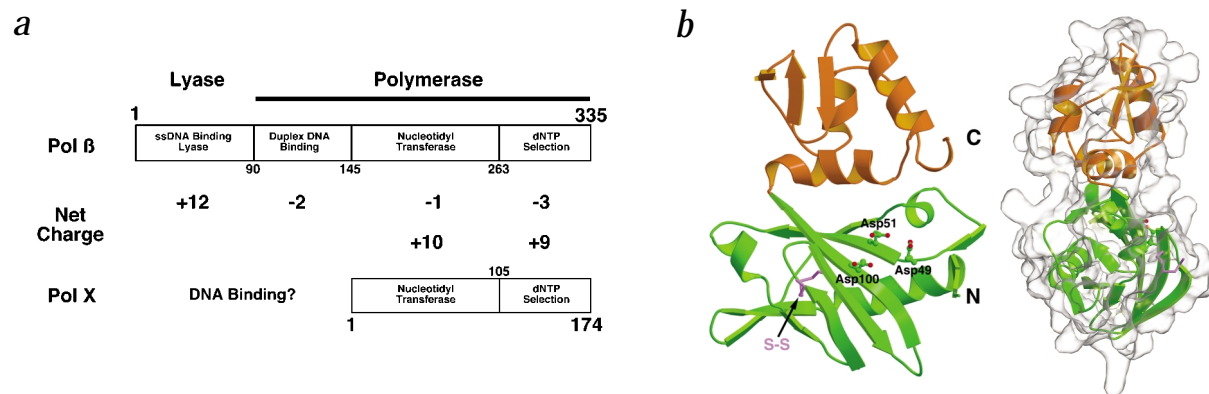 a
Lyase
Polymerase
1
335
Pol ß
ssDNA Binding
Lyase
Duplex DNA
Binding
Nucleotidyl
Transferase
dNTP
Selection
90
145
263
Net
Charge
+12
-2
-1
-3
+10
+9
Pol X
DNA Binding?
105
Nucleotidyl
Transferase
dNTP
Selection
1
174
b
C
Asp51
Asp49
Asp100
N
S-S